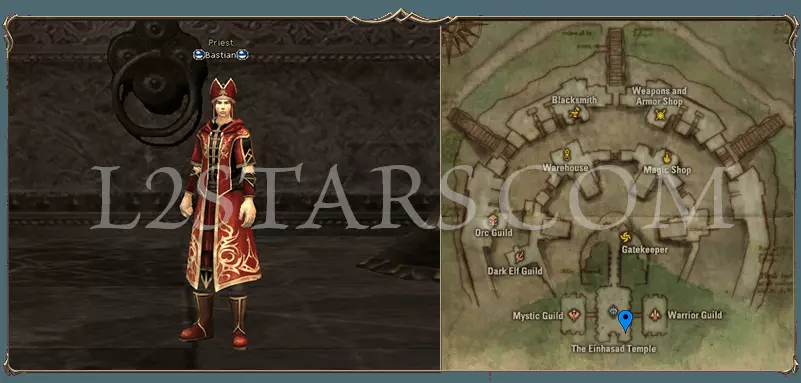 Priest
Bastian
L2STARS.COM
Blacksmith
Weapons and
Armor Shop
Warehouse
Magic Shop
Orc Guild
Gatekeeper
Dark Elf Guild
Mystic Guild
Warrior Guild
The Einhasad Temple